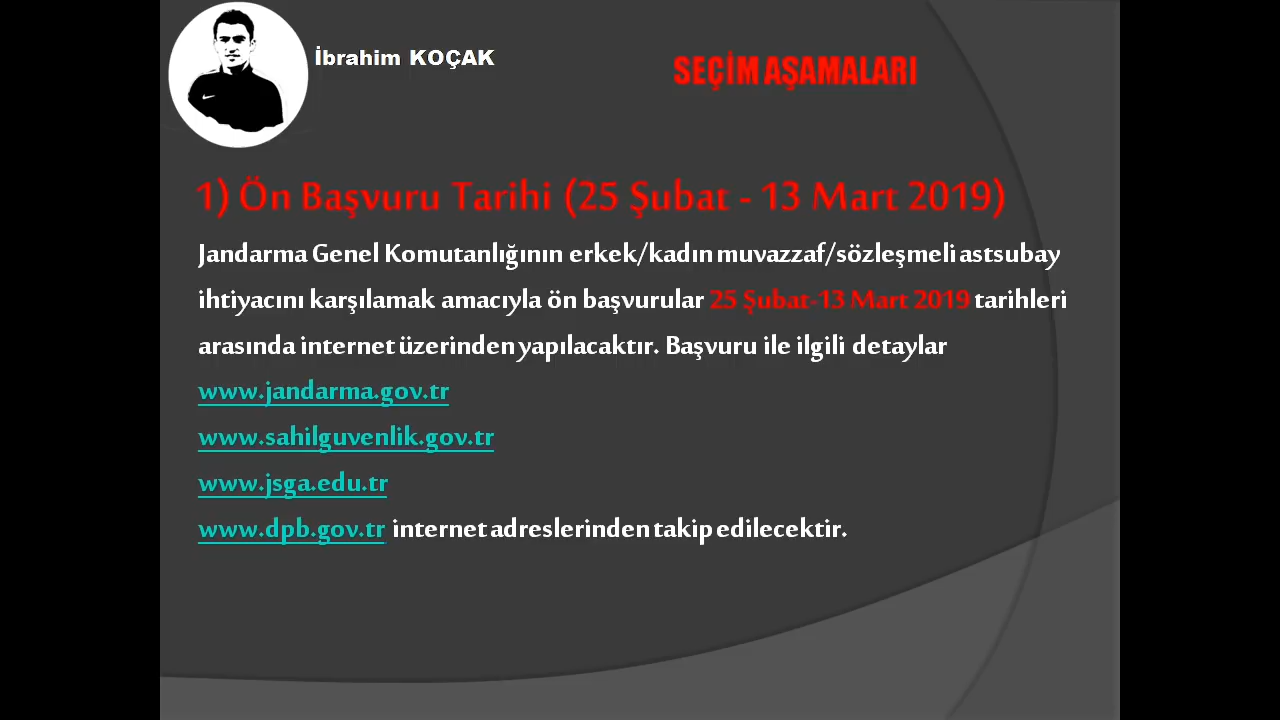 İbrahim KOÇAK
SEÇİM AŞAMALARI
1) Ön Başvuru Tarihi (25 Şubat - 13 Mart 2019)
Jandarma Genel Komutanlığının erkek/kadın muvazzaf/sözleşmeli astsubay
ihtiyacını karşılamak amacıyla ön başvurular 25 Şubat-13 Mart 2019 tarihleri
arasında internet üzerinden yapılacaktır. Başvuru ile ilgili detaylar
www.jandarma.gov.tr
www.sahilguvenlik.gov.tr
www.jsga.edu.tr
www.dpb.gov.tr internet adreslerinden takip edilecektir.